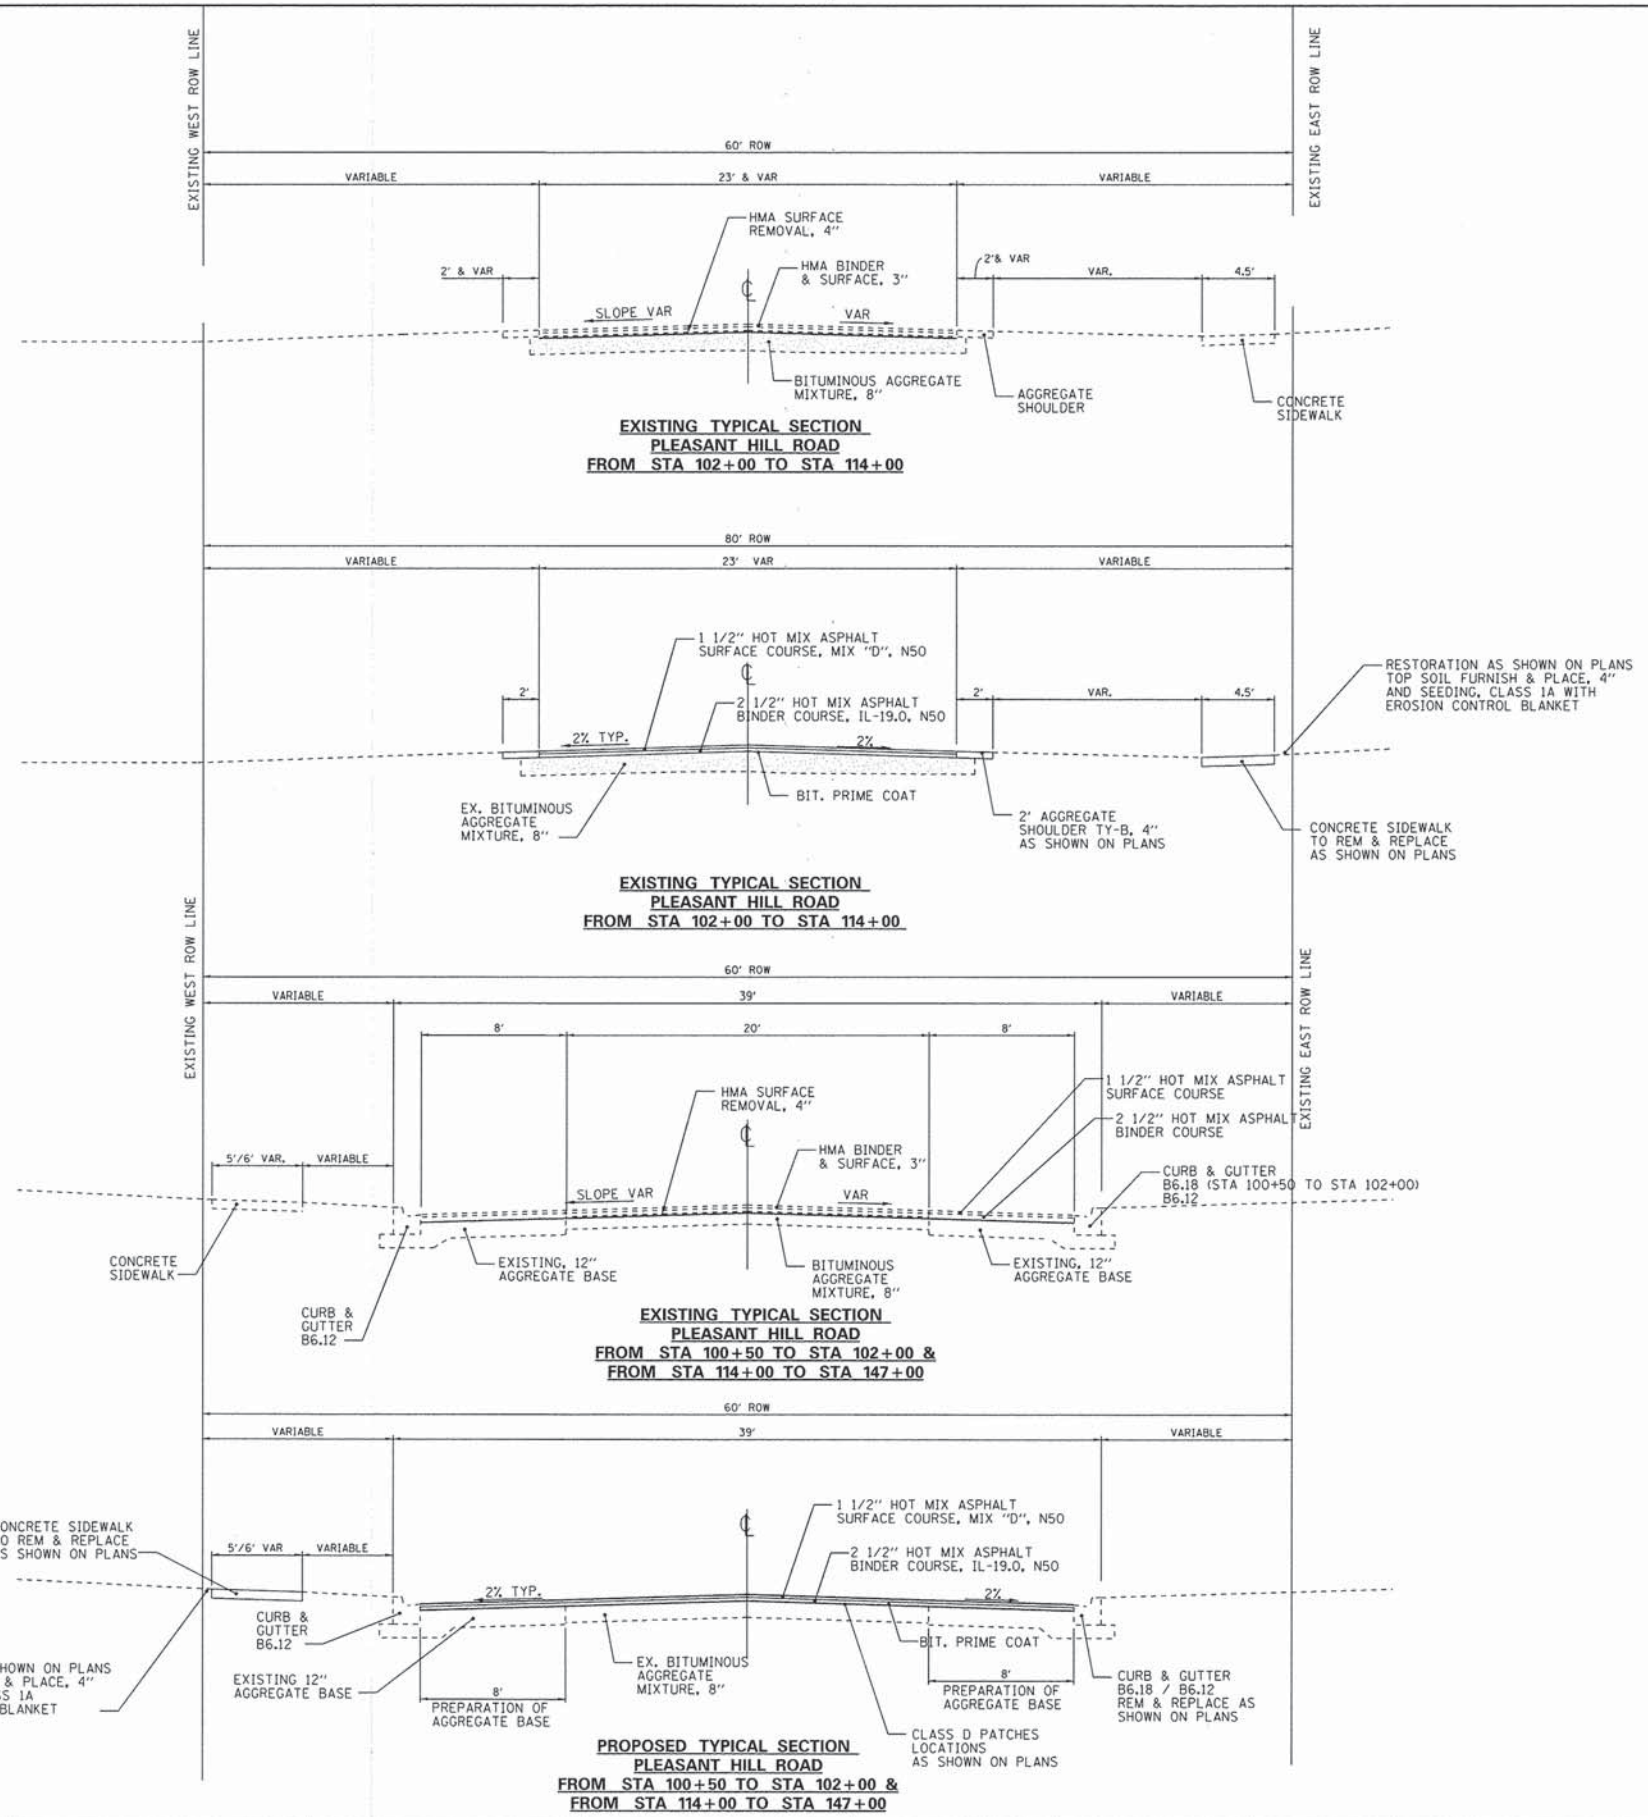 EXISTING WEST ROW LINE
EXISTING EAST ROW LINE
60' ROW
VARIABLE
23' & VAR
VARIABLE
HMA SURFACE
REMOVAL, 4"
2' & VAR
HMA BINDER
& SURFACE, 3"
2'& VAR
VAR.
4.5'
SLOPE VAR
VAR
BITUMINOUS AGGREGATE
MIXTURE, 8"
AGGREGATE
SHOULDER
CONCRETE
SIDEWALK
EXISTING TYPICAL SECTION
PLEASANT HILL ROAD
FROM STA 102+00 TO STA 114+00
80' ROW
VARIABLE
23' VAR
VARIABLE
1 1/2" HOT MIX ASPHALT
SURFACE COURSE, MIX "D", N50
2'
2 1/2" HOT MIX ASPHALT
BINDER COURSE, IL-19.0, N50
2'
VAR.
4.5'
RESTORATION AS SHOWN ON PLANS
TOP SOIL FURNISH & PLACE, 4"
AND SEEDING, CLASS 1A WITH
EROSION CONTROL BLANKET
2% TYP.
2%
EX. BITUMINOUS
AGGREGATE
MIXTURE, 8"
BIT. PRIME COAT
2' AGGREGATE
SHOULDER TY-B, 4"
AS SHOWN ON PLANS
CONCRETE SIDEWALK
TO REM & REPLACE
AS SHOWN ON PLANS
EXISTING TYPICAL SECTION
PLEASANT HILL ROAD
FROM STA 102+00 TO STA 114+00
EXISTING WEST ROW LINE
EXISTING EAST ROW LINE
60' ROW
VARIABLE
39'
VARIABLE
8'
20'
8'
HMA SURFACE
REMOVAL, 4"
1 1/2" HOT MIX ASPHALT
SURFACE COURSE
2 1/2" HOT MIX ASPHALT
BINDER COURSE
5'/6' VAR.
VARIABLE
HMA BINDER
& SURFACE, 3"
CURB & GUTTER
B6.18 (STA 100+50 TO STA 102+00)
B6.12
SLOPE VAR
VAR
CONCRETE
SIDEWALK
EXISTING, 12"
AGGREGATE BASE
BITUMINOUS
AGGREGATE
MIXTURE, 8"
EXISTING, 12"
AGGREGATE BASE
CURB &
GUTTER
B6.12
EXISTING TYPICAL SECTION
PLEASANT HILL ROAD
FROM STA 100+50 TO STA 102+00 &
FROM STA 114+00 TO STA 147+00
60' ROW
VARIABLE
39'
VARIABLE
1 1/2" HOT MIX ASPHALT
SURFACE COURSE, MIX "D", N50
ONCRETE SIDEWALK
O REM & REPLACE
S SHOWN ON PLANS
5'/6' VAR
VARIABLE
2 1/2" HOT MIX ASPHALT
BINDER COURSE, IL-19.0, N50
2% TYP.
2%
CURB &
GUTTER
B6.12
BIT. PRIME COAT
HOWN ON PLANS
& PLACE, 4"
SS 1A
BLANKET
EXISTING 12"
AGGREGATE BASE
8'
PREPARATION OF
AGGREGATE BASE
EX. BITUMINOUS
AGGREGATE
MIXTURE, 8"
8'
PREPARATION OF
AGGREGATE BASE
CURB & GUTTER
B6.18 / B6.12
REM & REPLACE AS
SHOWN ON PLANS
CLASS D PATCHES
LOCATIONS
AS SHOWN ON PLANS
PROPOSED TYPICAL SECTION
PLEASANT HILL ROAD
FROM STA 100+50 TO STA 102+00 &
FROM STA 114+00 TO STA 147+00